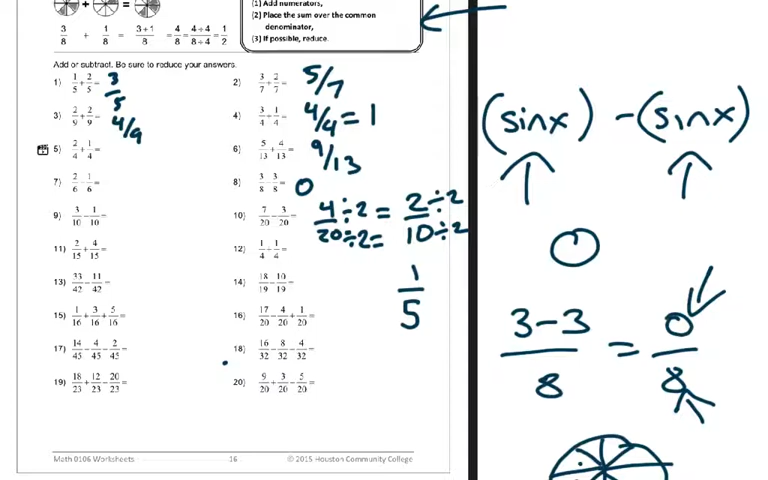 (1) Add numerators,
(2) Place the sum over the common
denominator,
(3) If possible, reduce.
3/8 + 1/8 = 3+1/8 = 4/8 = 4÷4/8÷4 = 1/2
Add or subtract. Be sure to reduce your answers.
1) 1/5 + 2/5 = 3/5
2) 3/7 + 2/7 = 5/7
3) 2/9 + 2/9 = 4/9
4) 3/4 + 1/4 = 4/4 = 1
5) 2/4 + 1/4 =
6) 5/13 + 4/13 = 9/13
7) 2/6 - 1/6 =
8) 3/8 - 3/8 = 0
9) 3/10 - 1/10 =
10) 7/20 - 3/20 = 4÷2/20÷2= = 2÷2/10÷2
1/5
11) 2/15 + 4/15 =
12) 1/4 + 1/4 =
13) 33/42 - 11/42 =
14) 18/19 - 10/19 =
15) 1/16 + 3/16 + 5/16 =
16) 17/20 - 4/20 + 1/20 =
17) 14/45 - 4/45 - 2/45 =
18) 16/32 - 8/32 - 4/32 =
19) 18/23 + 12/23 - 20/23 =
20) 9/20 + 3/20 - 5/20 =
Math 0106 Worksheets 16 © 2015 Houston Community College
(sinx) -(sinx)
0
3-3/8 = 0/8